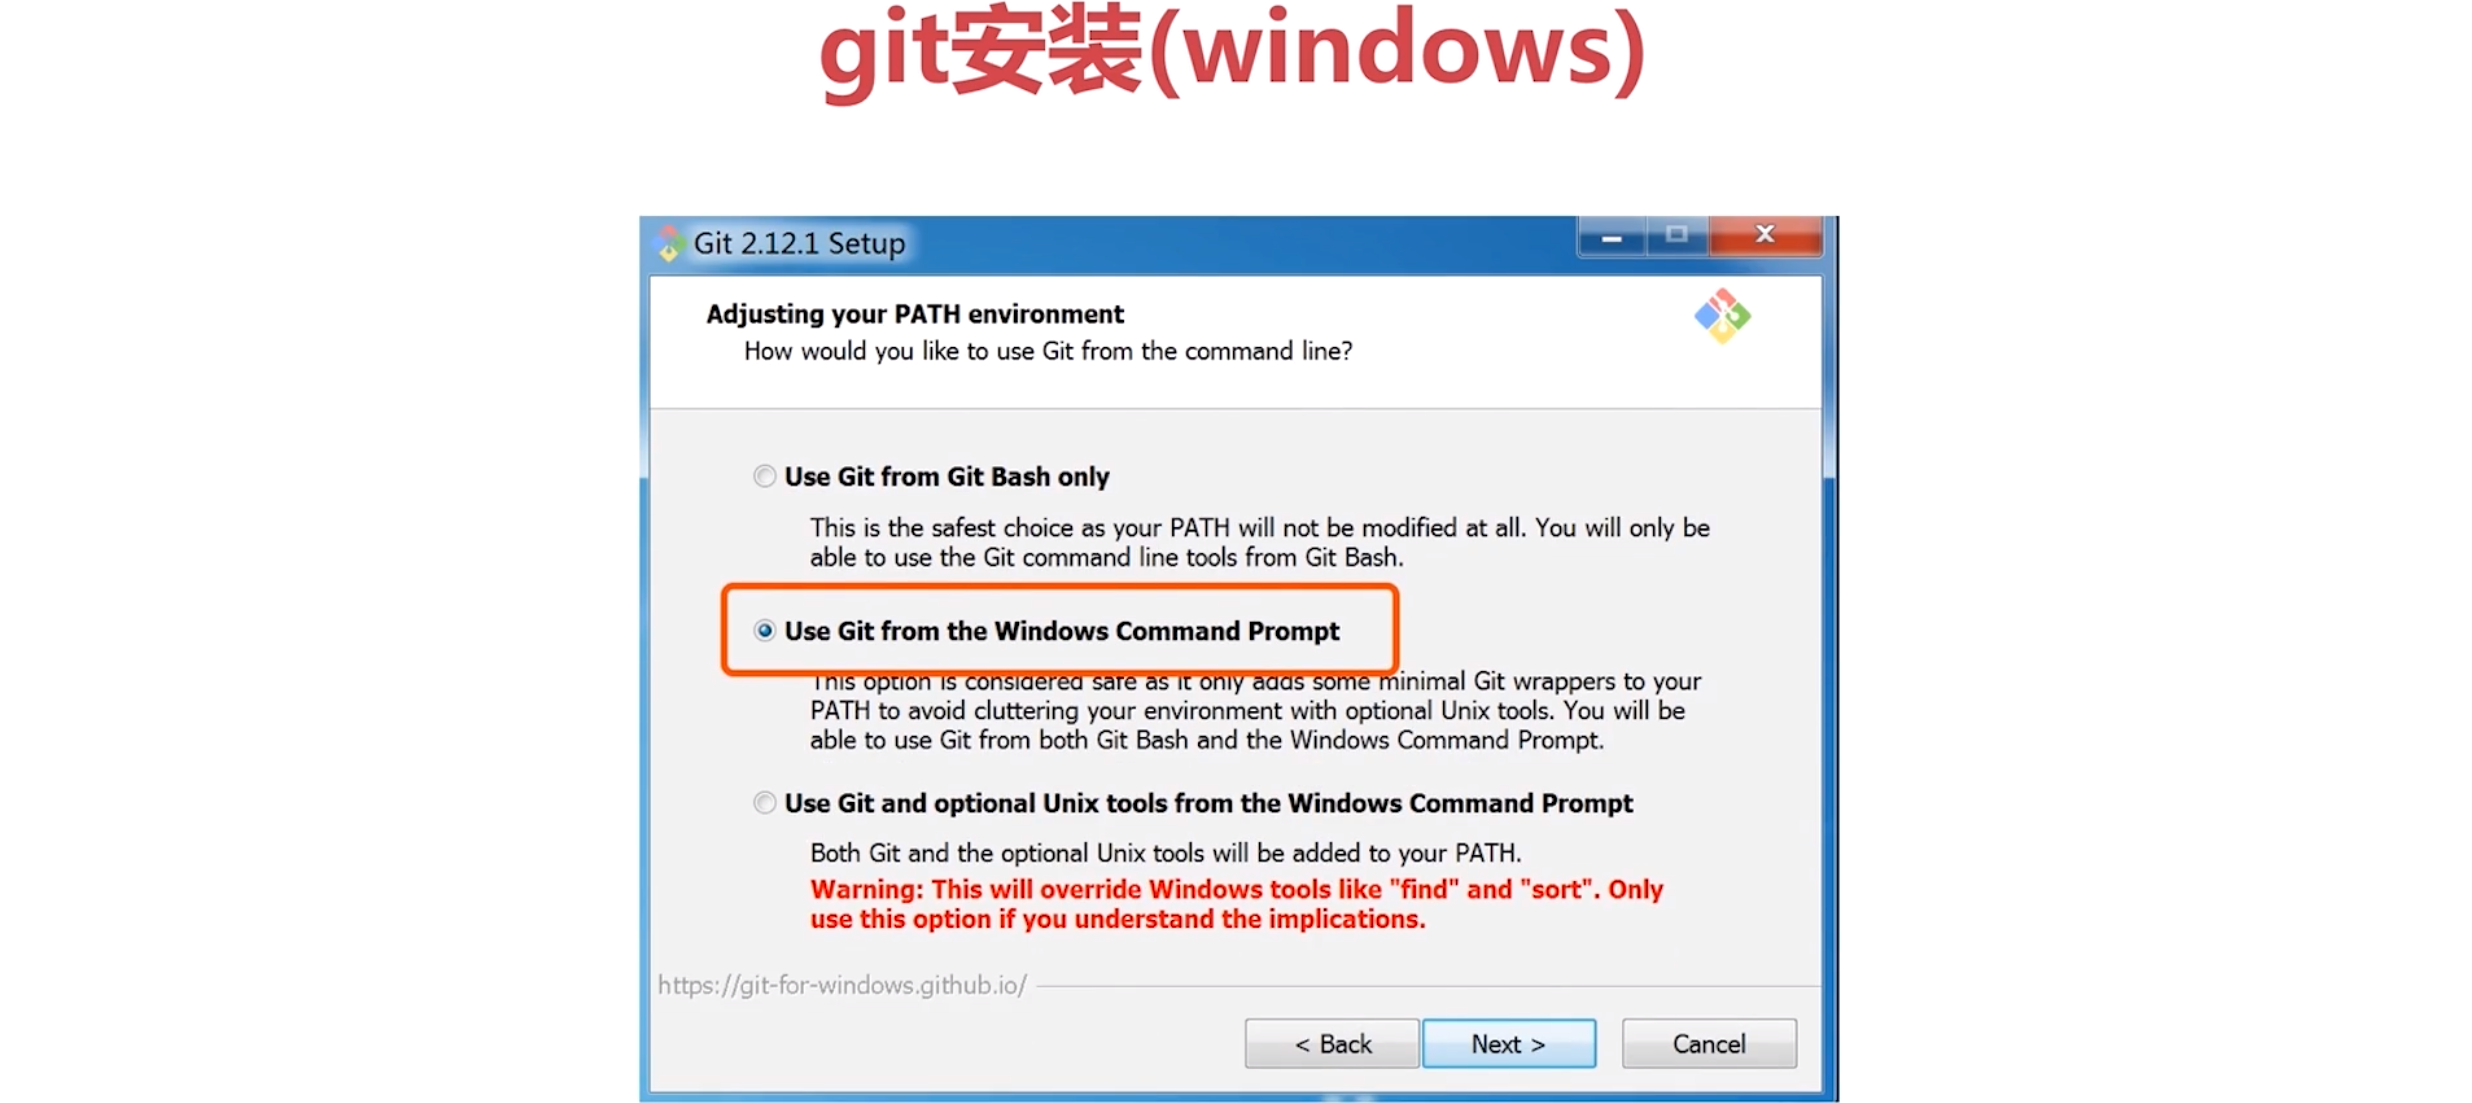 git安装(windows)
Git 2.12.1 Setup
Adjusting your PATH environment
How would you like to use Git from the command line?
Use Git from Git Bash only
This is the safest choice as your PATH will not be modified at all. You will only be
able to use the Git command line tools from Git Bash.
Use Git from the Windows Command Prompt
This option is considered safe as it only adds some minimal Git wrappers to your
PATH to avoid cluttering your environment with optional Unix tools. You will be
able to use Git from both Git Bash and the Windows Command Prompt.
Use Git and optional Unix tools from the Windows Command Prompt
Both Git and the optional Unix tools will be added to your PATH.
Warning: This will override Windows tools like "find" and "sort". Only
use this option if you understand the implications.
https://git-for-windows.github.io/
< Back
Next >
Cancel